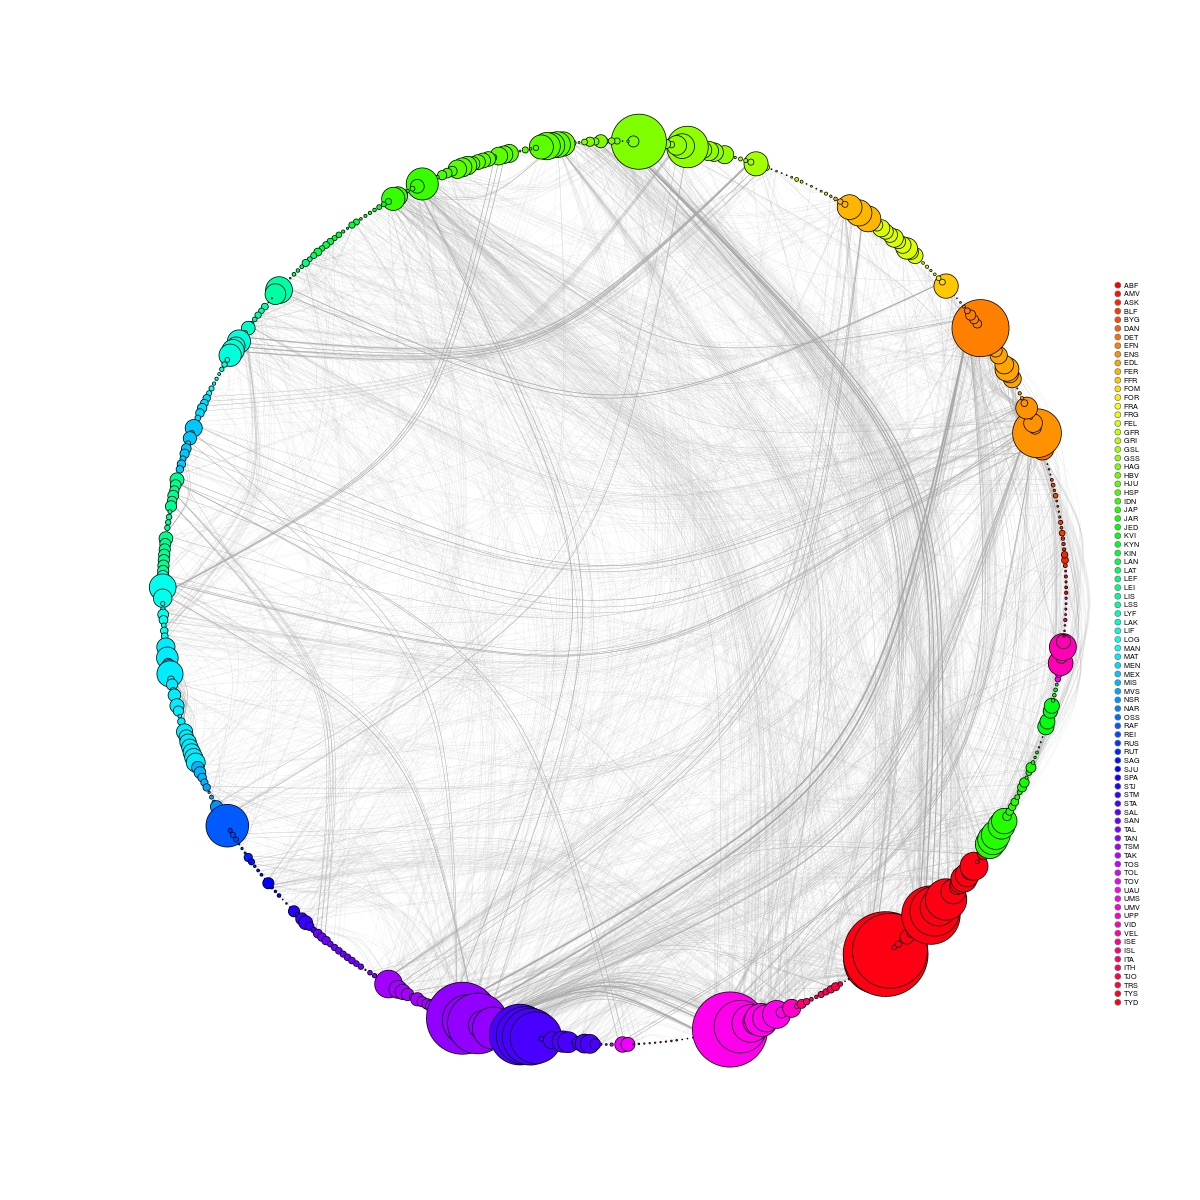 ABF
AMV
ASK
BLF
BYG
DAN
DET
EFN
ENS
EDL
FER
FFR
FOM
FOR
FRA
FRG
FEL
GFR
GRI
GSL
GSS
HAG
HBV
HJU
HSP
IDN
JAP
JAR
JED
KVI
KYN
KIN
LAN
LAT
LEF
LEI
LIS
LSS
LYF
LAK
LIF
LOG
MAN
MAT
MEN
MEX
MIS
MVS
NSR
NAR
OSS
RAF
REI
RUS
RUT
SAG
SJU
SPA
STJ
STM
STA
SAL
SAN
TAL
TAN
TSM
TAK
TOS
TOL
TOV
UAU
UMS
UMV
UPP
VID
VEL
ISE
ISL
ITA
ITH
TJO
TRS
TYS
TYD